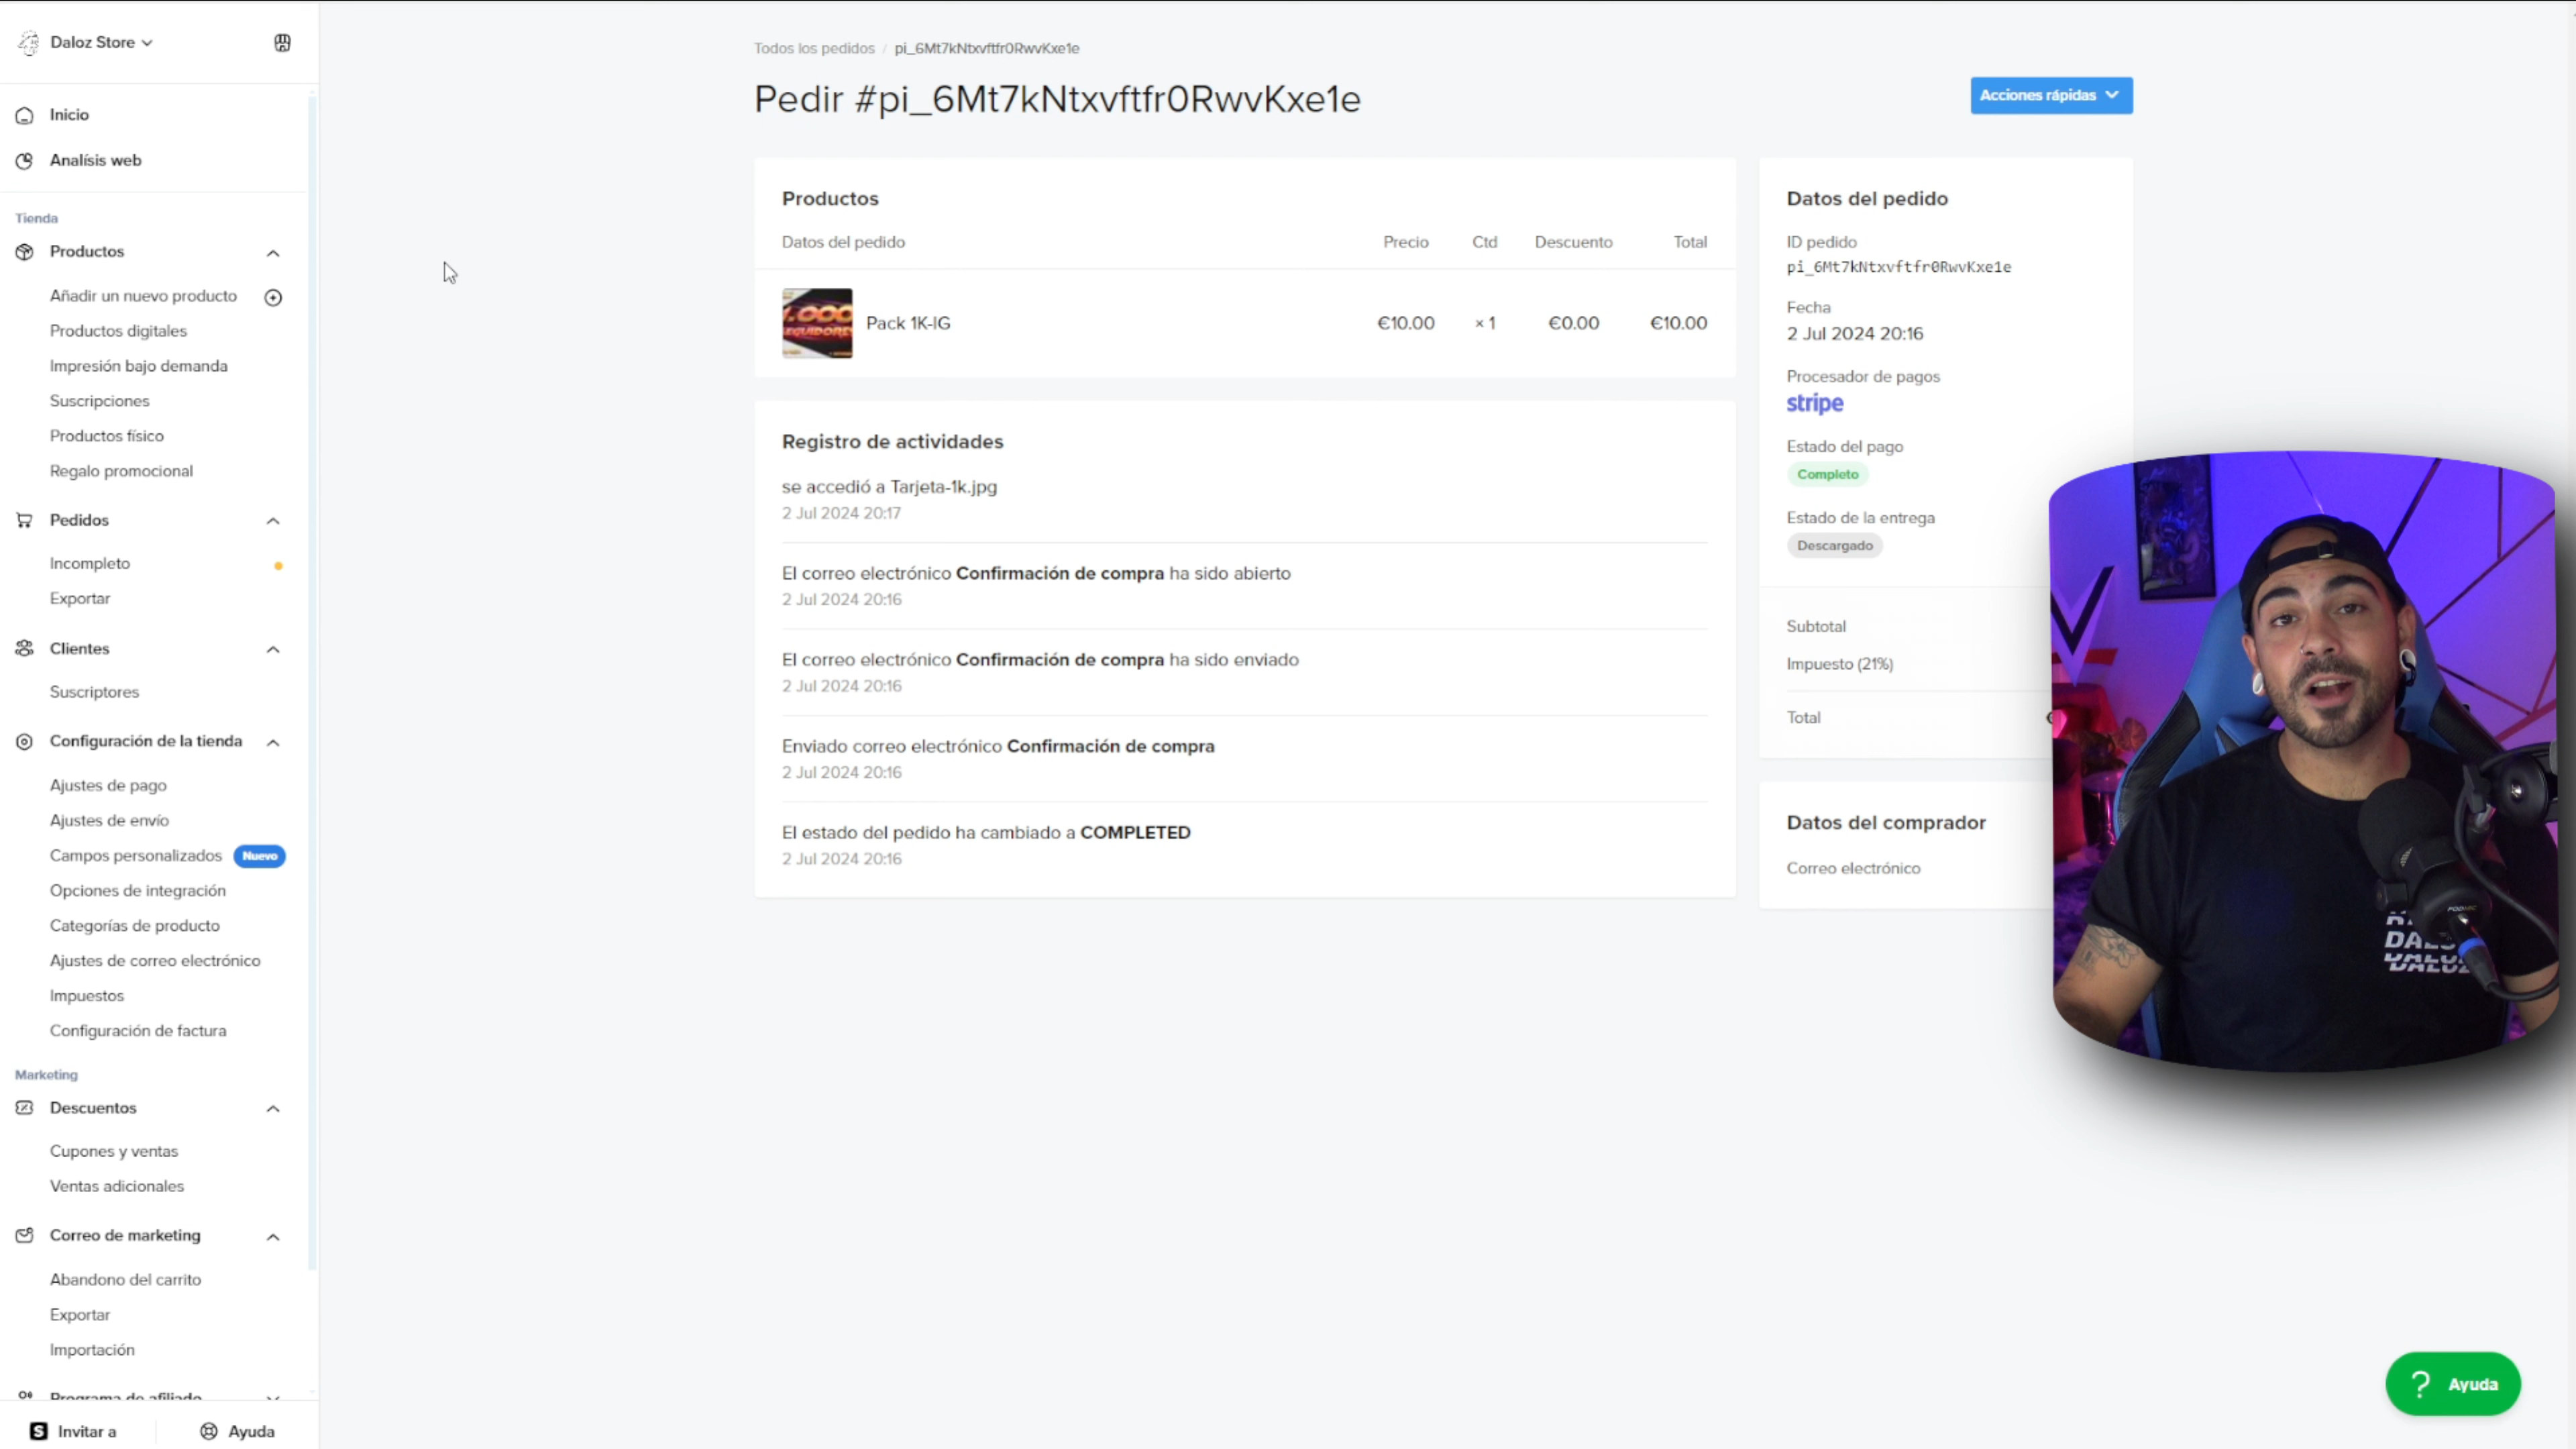 Daloz Store
Inicio
Analísis web
Tienda
Productos
Añadir un nuevo producto
Productos digitales
Impresión bajo demanda
Suscripciones
Productos físico
Regalo promocional
Pedidos
Incompleto
Exportar
Clientes
Suscriptores
Configuración de la tienda
Ajustes de pago
Ajustes de envío
Campos personalizados Nuevo
Opciones de integración
Categorías de producto
Ajustes de correo electrónico
Impuestos
Configuración de factura
Marketing
Descuentos
Cupones y ventas
Ventas adicionales
Correo de marketing
Abandono del carrito
Exportar
Importación
Programa de afiliado
Invitar a
Ayuda
Todos los pedidos / pi_6Mt7kNtxvftfr0RwvKxe1e
Pedir #pi_6Mt7kNtxvftfr0RwvKxe1e
Acciones rápidas
Productos
Datos del pedido Precio Ctd Descuento Total
1.000
SEGUIDORES
Pack 1K-IG €10.00 × 1 €0.00 €10.00
Registro de actividades
se accedió a Tarjeta-1k.jpg
2 Jul 2024 20:17
El correo electrónico Confirmación de compra ha sido abierto
2 Jul 2024 20:16
El correo electrónico Confirmación de compra ha sido enviado
2 Jul 2024 20:16
Enviado correo electrónico Confirmación de compra
2 Jul 2024 20:16
El estado del pedido ha cambiado a COMPLETED
2 Jul 2024 20:16
Datos del pedido
ID pedido
pi_6Mt7kNtxvftfr0RwvKxe1e
Fecha
2 Jul 2024 20:16
Procesador de pagos
stripe
Estado del pago
Completo
Estado de la entrega
Descargado
Subtotal
Impuesto (21%)
Total
Datos del comprador
Correo electrónico
Ayuda